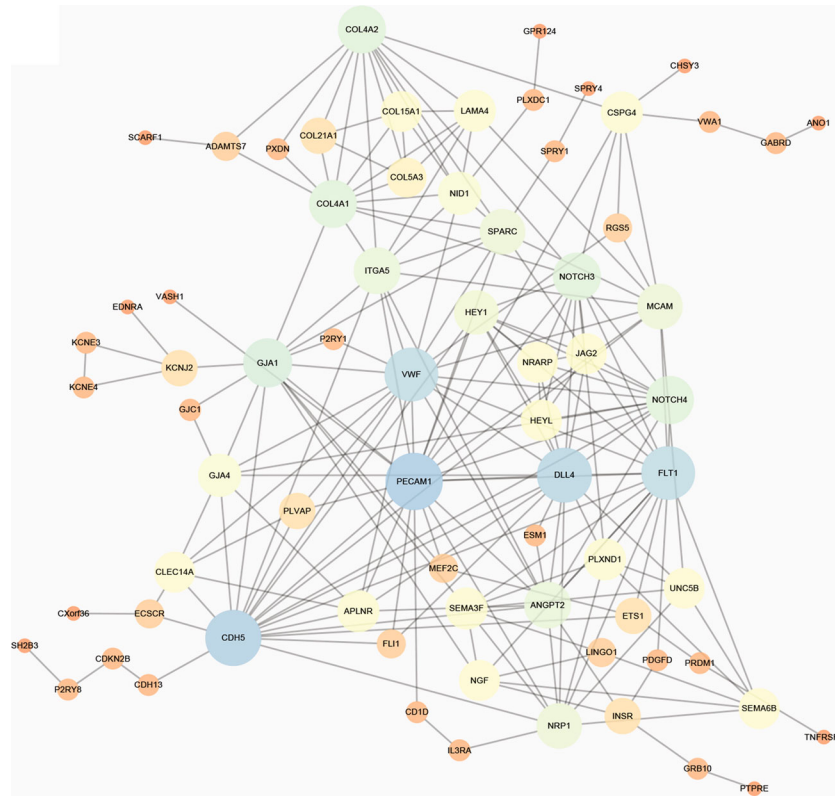 COL4A2
GPR124
CHSY3
SPRY4
PLXDC1
COL15A1
LAMA4
CSPG4
VWA1
ANO1
SCARF1
COL21A1
GABRD
ADAMTS7
PXDN
SPRY1
COL5A3
NID1
COL4A1
RGS5
SPARC
ITGA5
NOTCH3
VASH1
EDNRA
MCAM
HEY1
KCNE3
P2RY1
JAG2
GJA1
NRARP
KCNJ2
VWF
KCNE4
NOTCH4
GJC1
HEYL
GJA4
PECAM1
DLL4
FLT1
PLVAP
ESM1
PLXND1
MEF2C
CLEC14A
UNC5B
ANGPT2
SEMA3F
APLNR
CXorf36
ECSCR
ETS1
CDH5
FLI1
SH2B3
LINGO1
CDKN2B
PDGFD
PRDM1
NGF
CDH13
P2RY8
SEMA6B
CD1D
INSR
NRP1
TNFRSF
IL3RA
GRB10
PTPRE